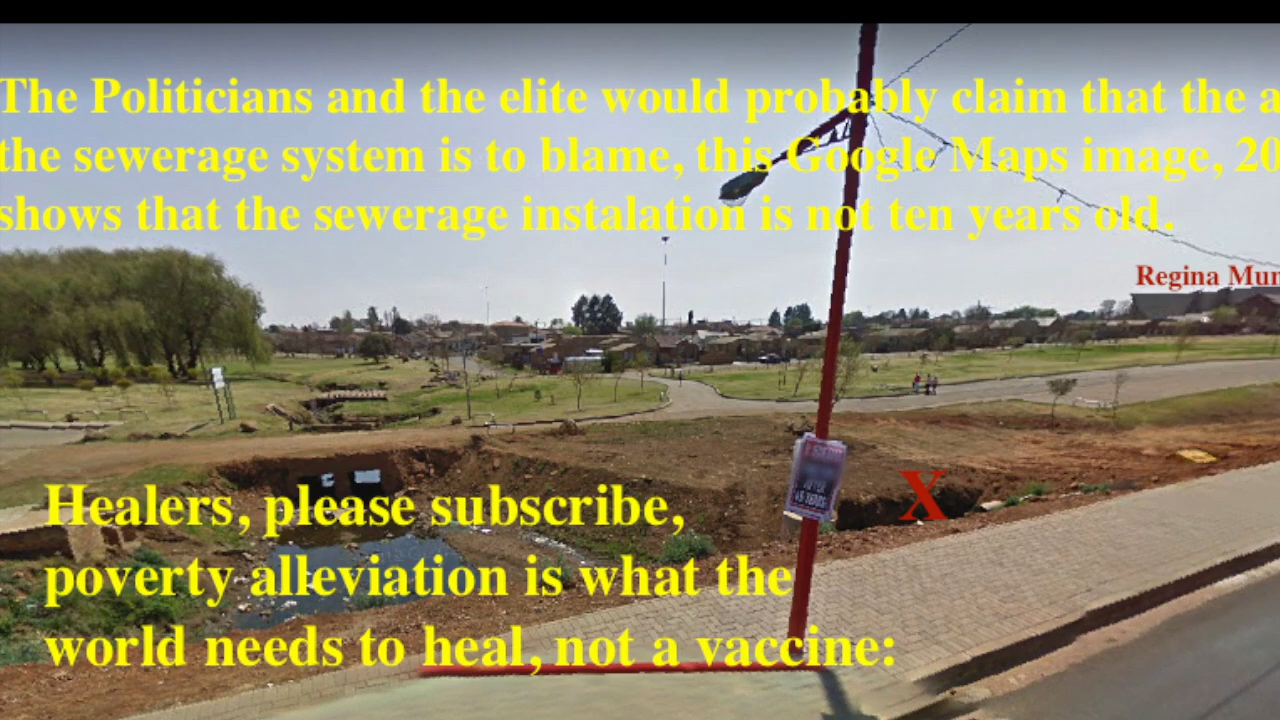 The Politicians and the elite would probably claim that the a
the sewerage system is to blame, this Google Maps image, 20
shows that the sewerage instalation is not ten years old.
Regina Mun
X
Healers, please subscribe,
poverty alleviation is what the
world needs to heal, not a vaccine: